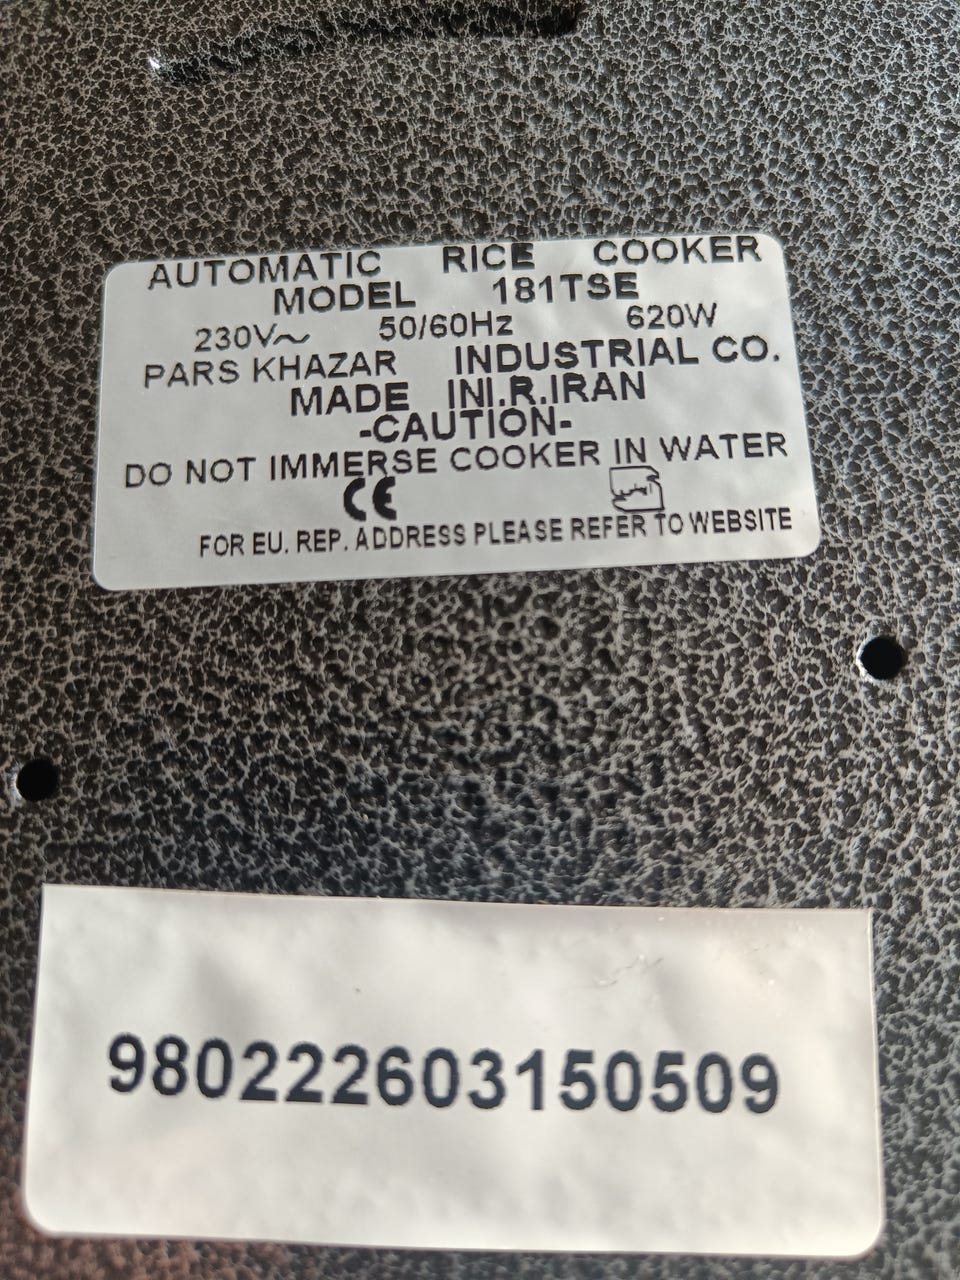 AUTOMATIC RICE COOKER
MODEL 181TSE
230V~ 50/60Hz 620W
PARS KHAZAR INDUSTRIAL CO.
MADE INI.R.IRAN
-CAUTION-
DO NOT IMMERSE COOKER IN WATER
CE
FOR EU. REP. ADDRESS PLEASE REFER TO WEBSITE
980222603150509